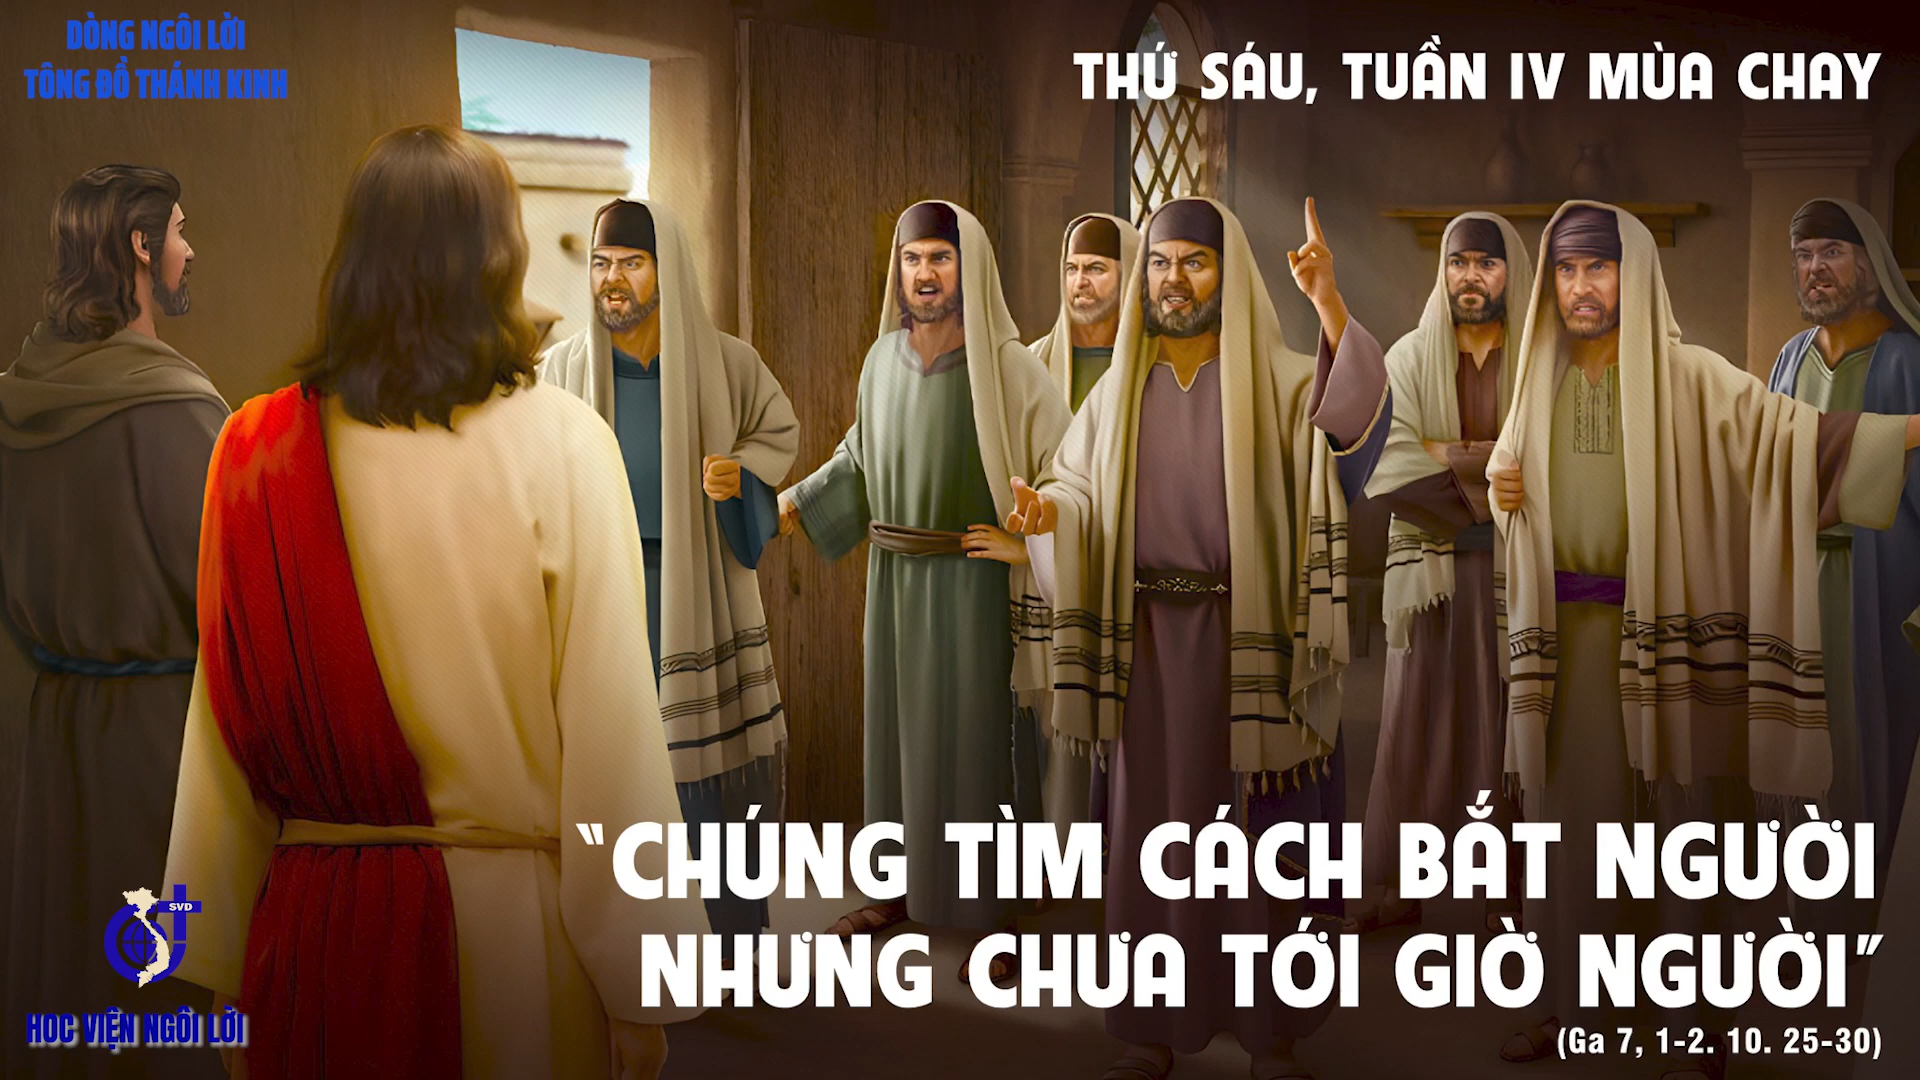 DÒNG NGÔI LỜI
TÔNG ĐỒ THÁNH KINH
THỨ SÁU, TUẦN IV MÙA CHAY
"CHÚNG TÌM CÁCH BẮT NGƯỜI
NHƯNG CHƯA TỚI GIỜ NGƯỜI"
(Ga 7, 1-2. 10. 25-30)
SVD
HỌC VIỆN NGÔI LỜI